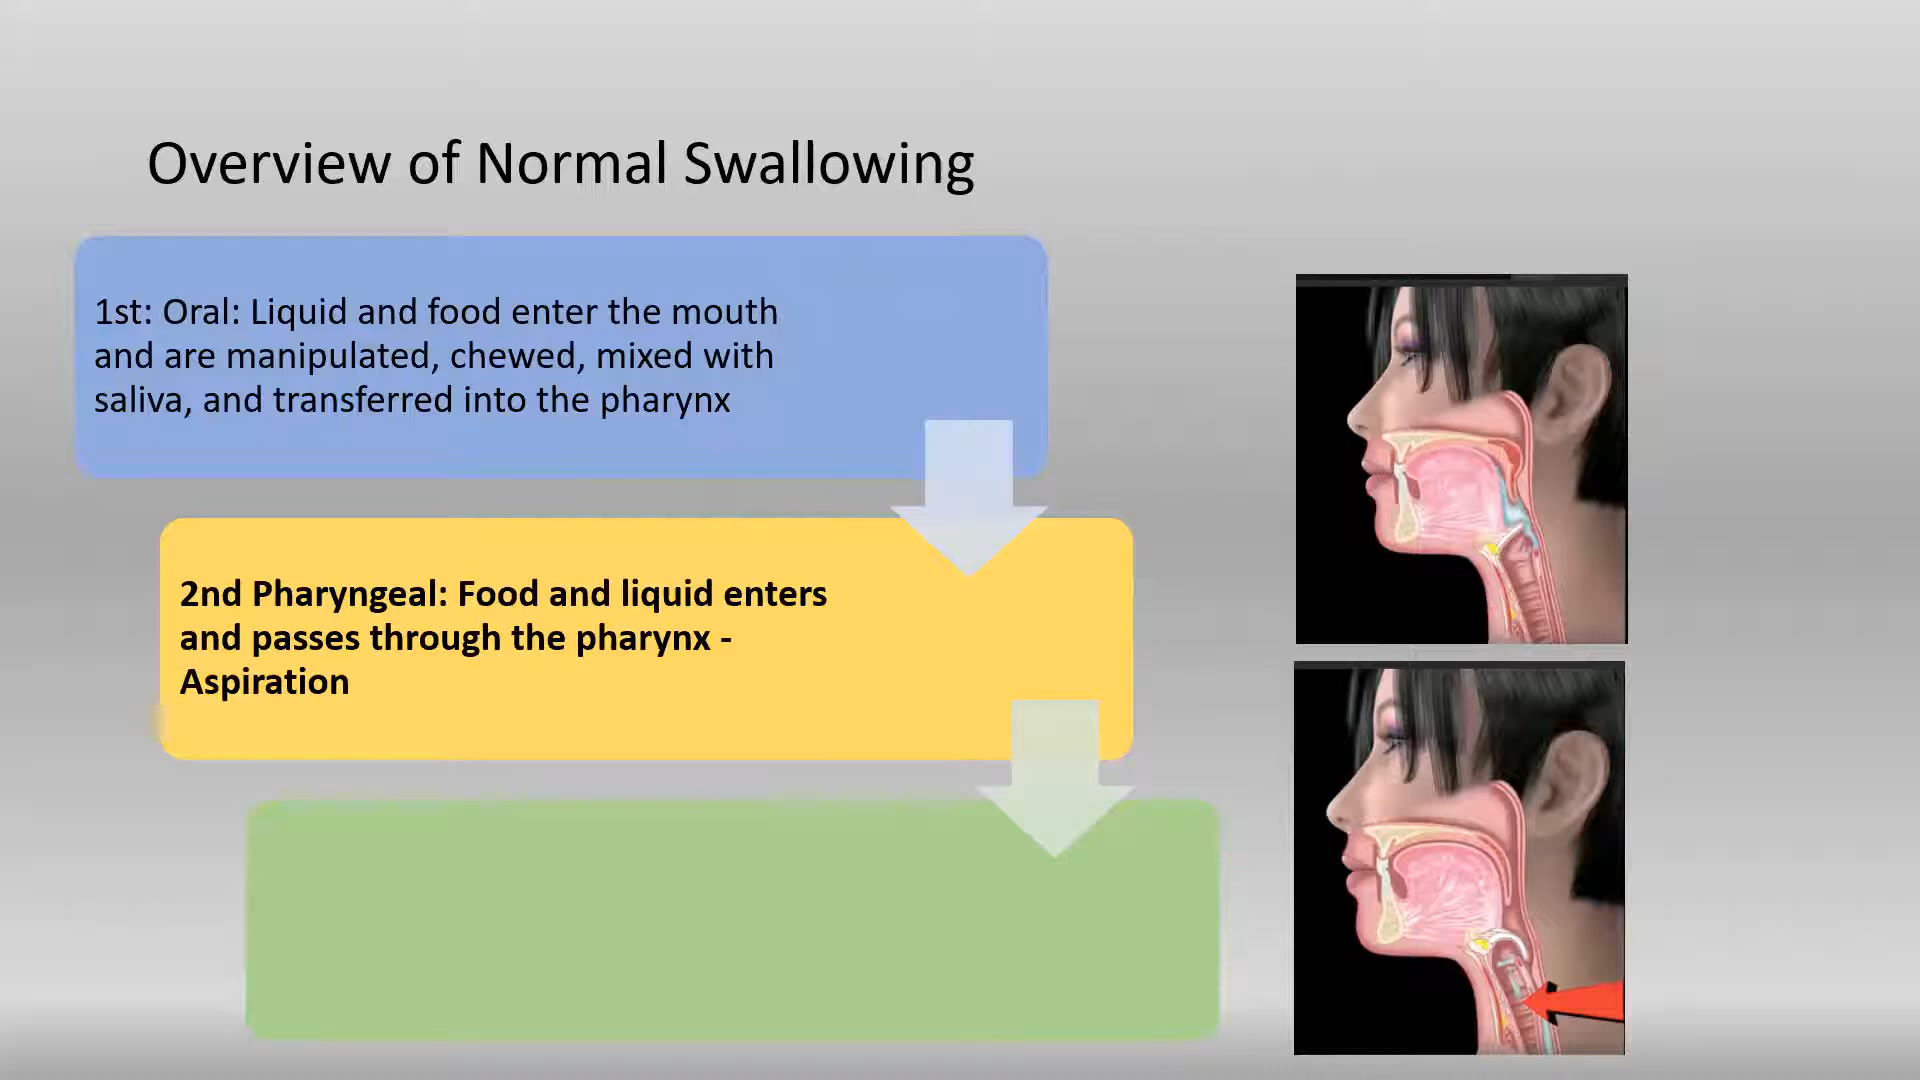 Overview of Normal Swallowing
1st: Oral: Liquid and food enter the mouth
and are manipulated, chewed, mixed with
saliva, and transferred into the pharynx
2nd Pharyngeal: Food and liquid enters
and passes through the pharynx -
Aspiration